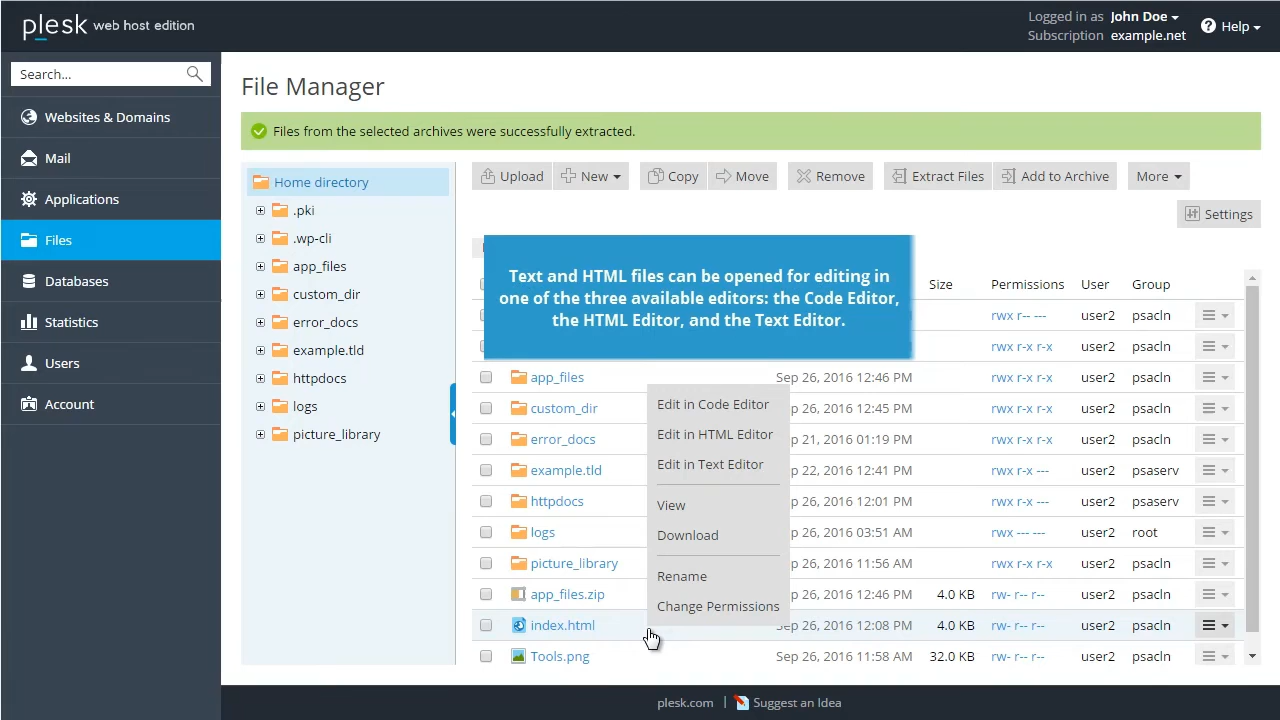 plesk web host edition
Logged in as John Doe
Subscription example.net
Help
Search...
Websites & Domains
Mail
Applications
Files
Databases
Statistics
Users
Account
File Manager
Files from the selected archives were successfully extracted.
Home directory
.pki
.wp-cli
app_files
custom_dir
error_docs
example.tld
httpdocs
logs
picture_library
Upload New Copy Move Remove Extract Files Add to Archive More
Settings
Text and HTML files can be opened for editing in
one of the three available editors: the Code Editor,
the HTML Editor, and the Text Editor.
Size Permissions User Group
rwx r-- --- user2 psacln
rwx r-x r-x user2 psacln
app_files Sep 26, 2016 12:46 PM rwx r-x r-x user2 psacln
custom_dir p 26, 2016 12:45 PM rwx r-x r-x user2 psacln
error_docs p 21, 2016 01:19 PM rwx r-x r-x user2 psacln
example.tld p 22, 2016 12:41 PM rwx r-x --- user2 psaserv
httpdocs p 26, 2016 12:01 PM rwx r-x --- user2 psaserv
logs p 26, 2016 03:51 AM rwx --- --- user2 root
picture_library p 26, 2016 11:56 AM rwx r-x r-x user2 psacln
app_files.zip p 26, 2016 12:46 PM 4.0 KB rw- r-- r-- user2 psacln
index.html Sep 26, 2016 12:08 PM 4.0 KB rw- r-- r-- user2 psacln
Tools.png Sep 26, 2016 11:58 AM 32.0 KB rw- r-- r-- user2 psacln
Edit in Code Editor
Edit in HTML Editor
Edit in Text Editor
View
Download
Rename
Change Permissions
plesk.com | Suggest an Idea